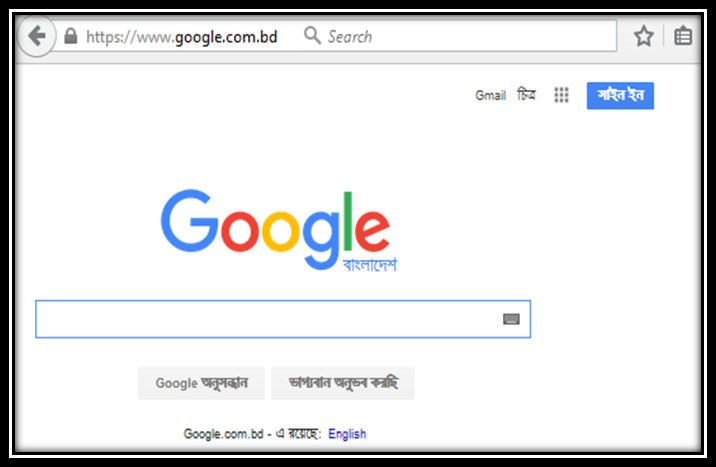 https://www.google.com.bd Search
Gmail চিত্র সাইন ইন
Google
বাংলাদেশ
Google অনুসন্ধান ভাগ্যবান অনুভব করছি
Google.com.bd - এ রয়েছে: English